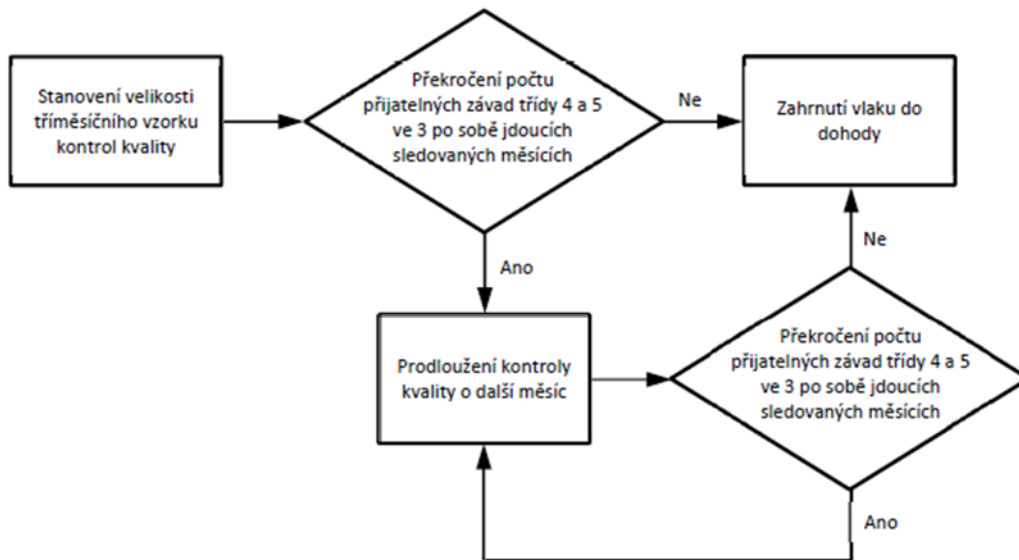 Stanovení velikosti
tříměsíčního vzorku
kontrol kvality
Překročení počtu
přijatelných závad třídy 4 a 5
ve 3 po sobě jdoucích
sledovaných měsících
Ne
Zahrnutí vlaku do
dohody
Ano
Ne
Prodloužení kontroly
kvality o další měsíc
Překročení počtu
přijatelných závad třídy 4 a 5
ve 3 po sobě jdoucích
sledovaných měsících
Ano